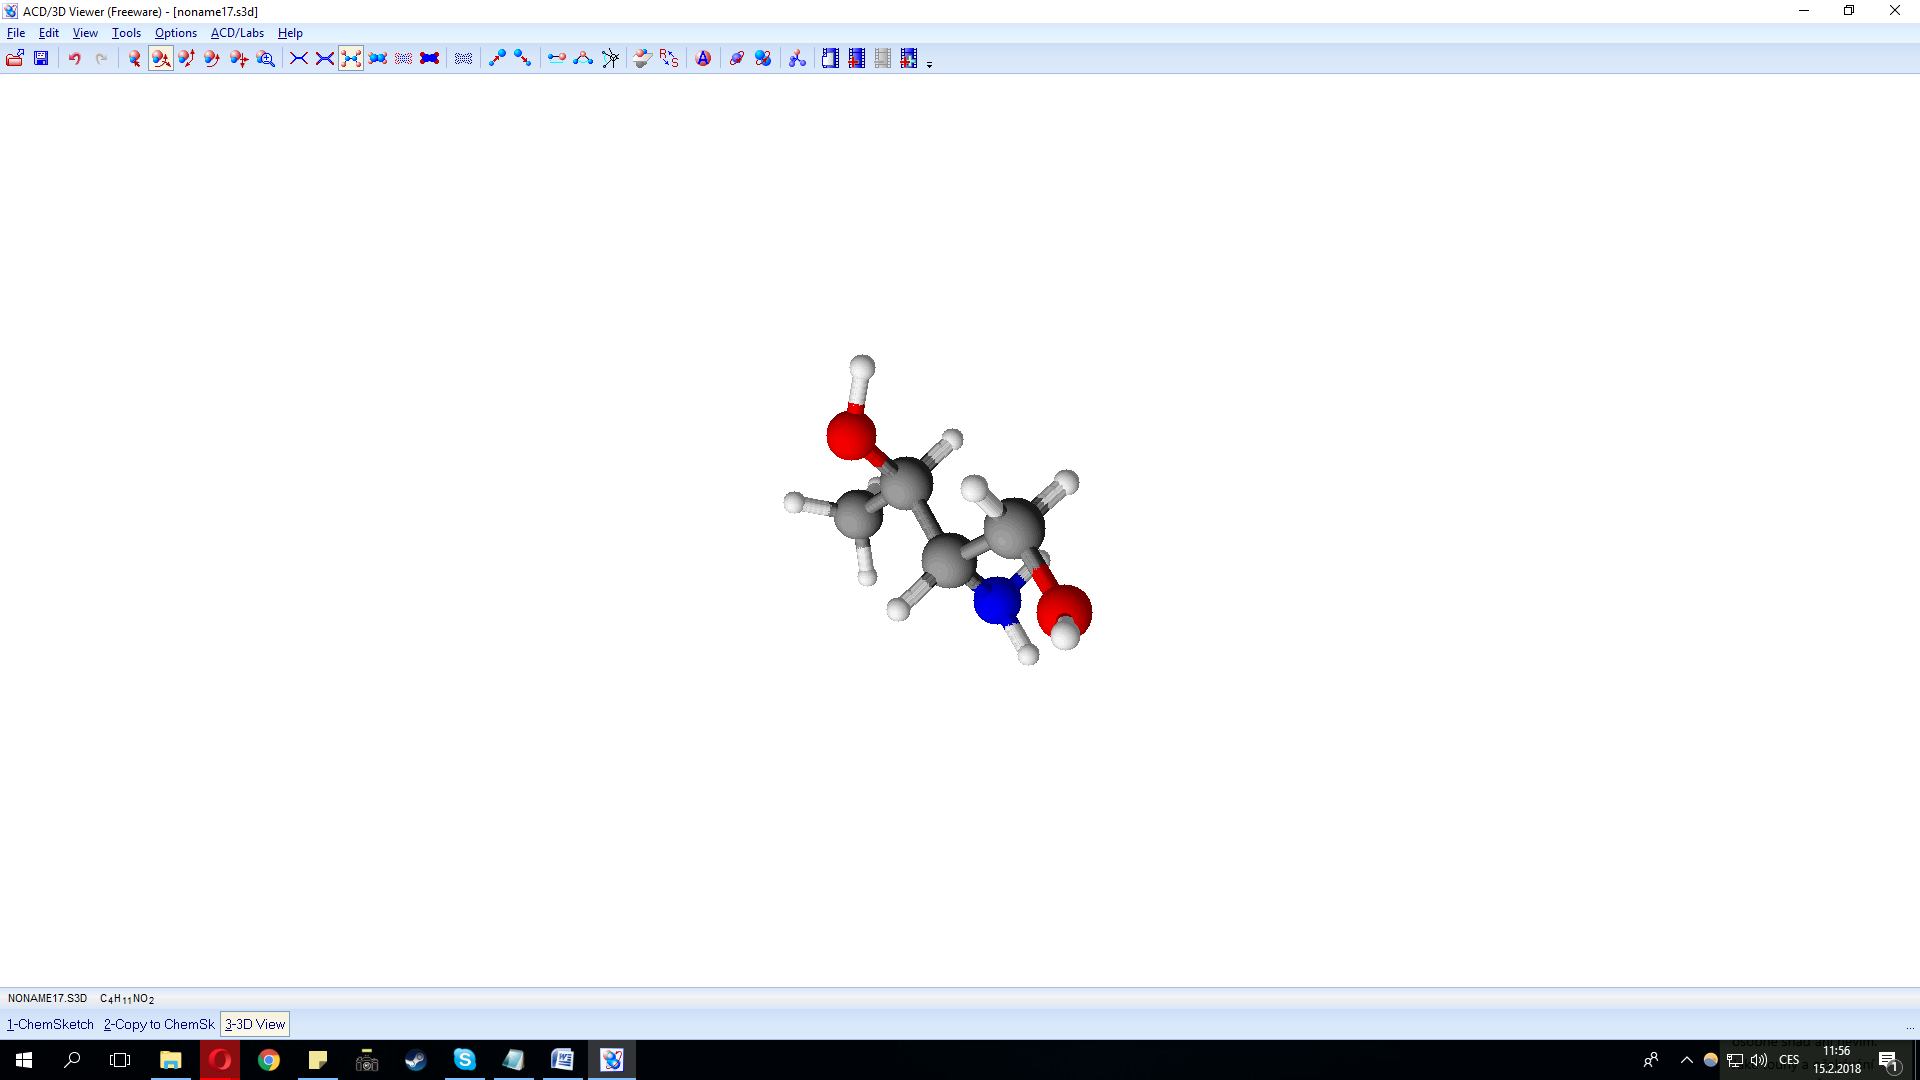 ACD/3D Viewer (Freeware) - [noname17.s3d]
File Edit View Tools Options ACD/Labs Help
R S A
NONAME17.S3D C4H11NO2
1-ChemSketch 2-Copy to ChemSk 3-3D View
...
CES
11:56
15.2.2018
1